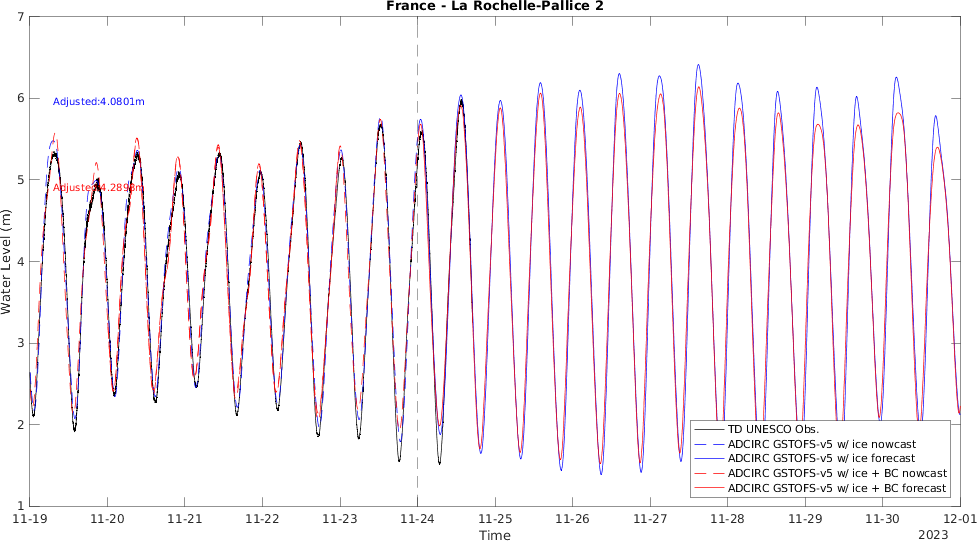 France - La Rochelle-Pallice 2
7
6
5
4
3
2
1
Water Level (m)
Adjusted:4.0801m
Adjusted:4.2898m
TD UNESCO Obs.
ADCIRC GSTOFS-v5 w/ ice nowcast
ADCIRC GSTOFS-v5 w/ ice forecast
ADCIRC GSTOFS-v5 w/ ice + BC nowcast
ADCIRC GSTOFS-v5 w/ ice + BC forecast
11-19 11-20 11-21 11-22 11-23 11-24 11-25 11-26 11-27 11-28 11-29 11-30 12-01
Time
2023